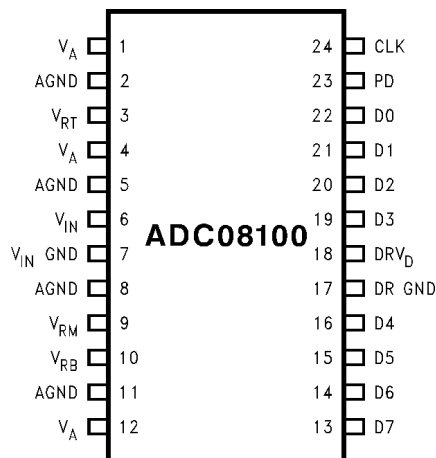 V_A 1 24 CLK
AGND 2 23 PD
V_RT 3 22 D0
V_A 4 21 D1
AGND 5 20 D2
V_IN 6 19 D3
ADC08100
V_IN GND 7 18 DRV_D
AGND 8 17 DR GND
V_RM 9 16 D4
V_RB 10 15 D5
AGND 11 14 D6
V_A 12 13 D7